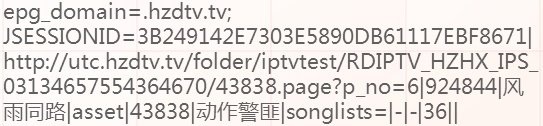 epg_domain=.hzdtv.tv;
JSESSIONID=3B249142E7303E5890DB61117EBF8671|
http://utc.hzdtv.tv/folder/iptvtest/RDIPTV_HZHX_IPS_
03134657554364670/43838.page?p_no=6|924844|风
雨同路|asset|43838|动作警匪|songlists=|-|-|36||